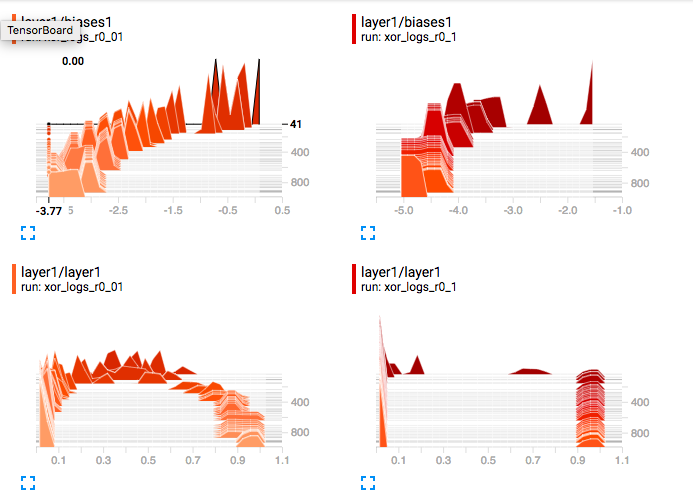 layer1/biases1
TensorBoard
run: xor_logs_r0_01
0.00
41
400
800
-3.77 5 -2.5 -1.5 -0.5 0.5
layer1/biases1
run: xor_logs_r0_1
400
800
-5.0 -4.0 -3.0 -2.0 -1.0
layer1/layer1
run: xor_logs_r0_01
400
800
0.1 0.3 0.5 0.7 0.9 1.1
layer1/layer1
run: xor_logs_r0_1
400
800
0.1 0.3 0.5 0.7 0.9 1.1